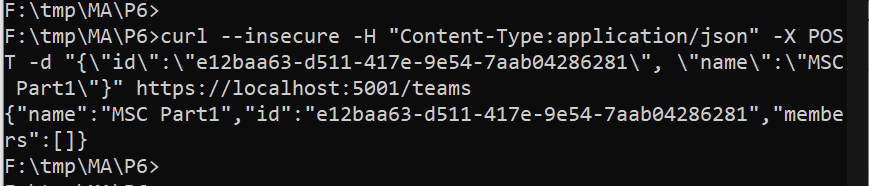 F:\tmp\MA\P6>
F:\tmp\MA\P6>curl --insecure -H "Content-Type:application/json" -X POS
T -d "{\"id\":\"e12baa63-d511-417e-9e54-7aab04286281\", \"name\":\"MSC
 Part1\"}" https://localhost:5001/teams
{"name":"MSC Part1","id":"e12baa63-d511-417e-9e54-7aab04286281","membe
rs":[]}
F:\tmp\MA\P6>